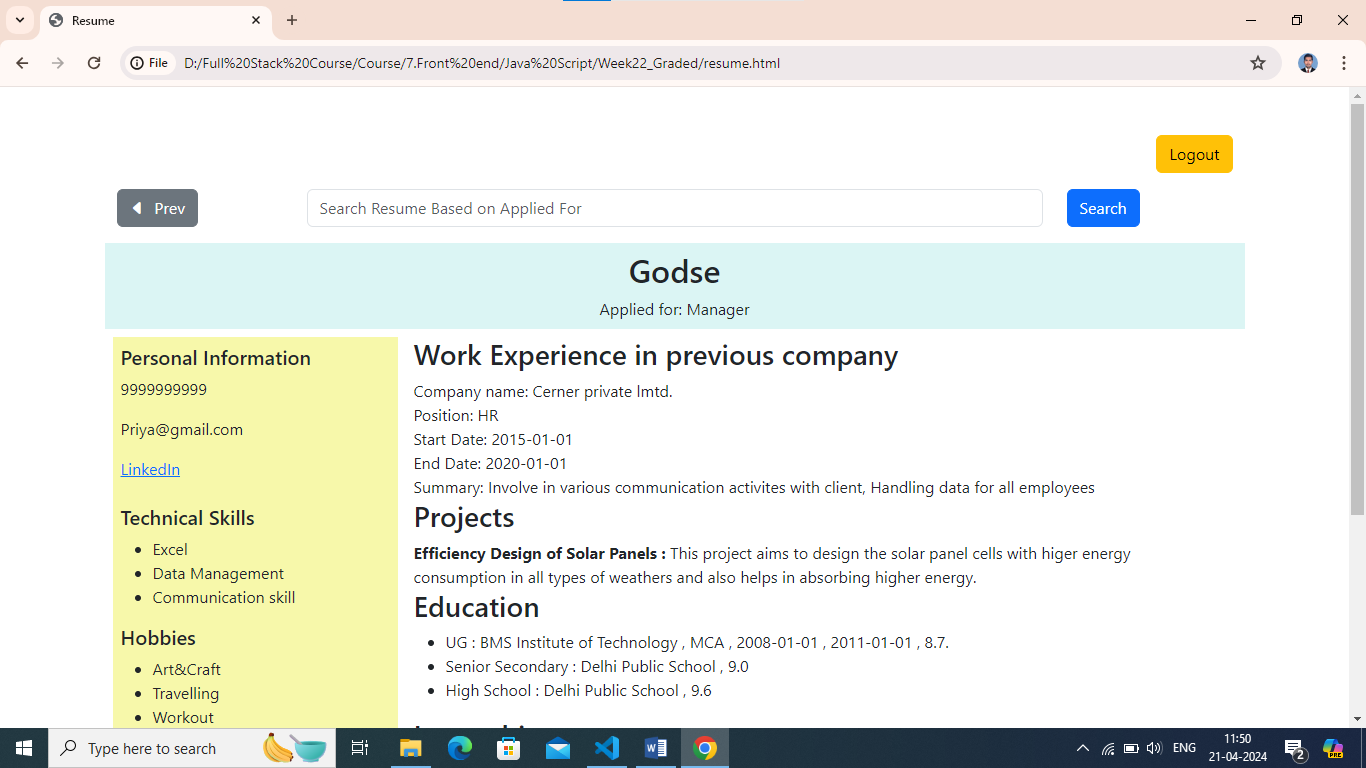 Resume
File
D:/Full%20Stack%20Course/Course/7.Front%20end/Java%20Script/Week22_Graded/resume.html
Logout
Prev
Search Resume Based on Applied For
Search
Godse
Applied for: Manager
Personal Information
9999999999
Priya@gmail.com
LinkedIn
Technical Skills
Excel
Data Management
Communication skill
Hobbies
Art&Craft
Travelling
Workout
Work Experience in previous company
Company name: Cerner private lmtd.
Position: HR
Start Date: 2015-01-01
End Date: 2020-01-01
Summary: Involve in various communication activites with client, Handling data for all employees
Projects
Efficiency Design of Solar Panels : This project aims to design the solar panel cells with higer energy
consumption in all types of weathers and also helps in absorbing higher energy.
Education
UG : BMS Institute of Technology , MCA , 2008-01-01 , 2011-01-01 , 8.7.
Senior Secondary : Delhi Public School , 9.0
High School : Delhi Public School , 9.6
Type here to search
ENG
11:50
21-04-2024
2
PRE